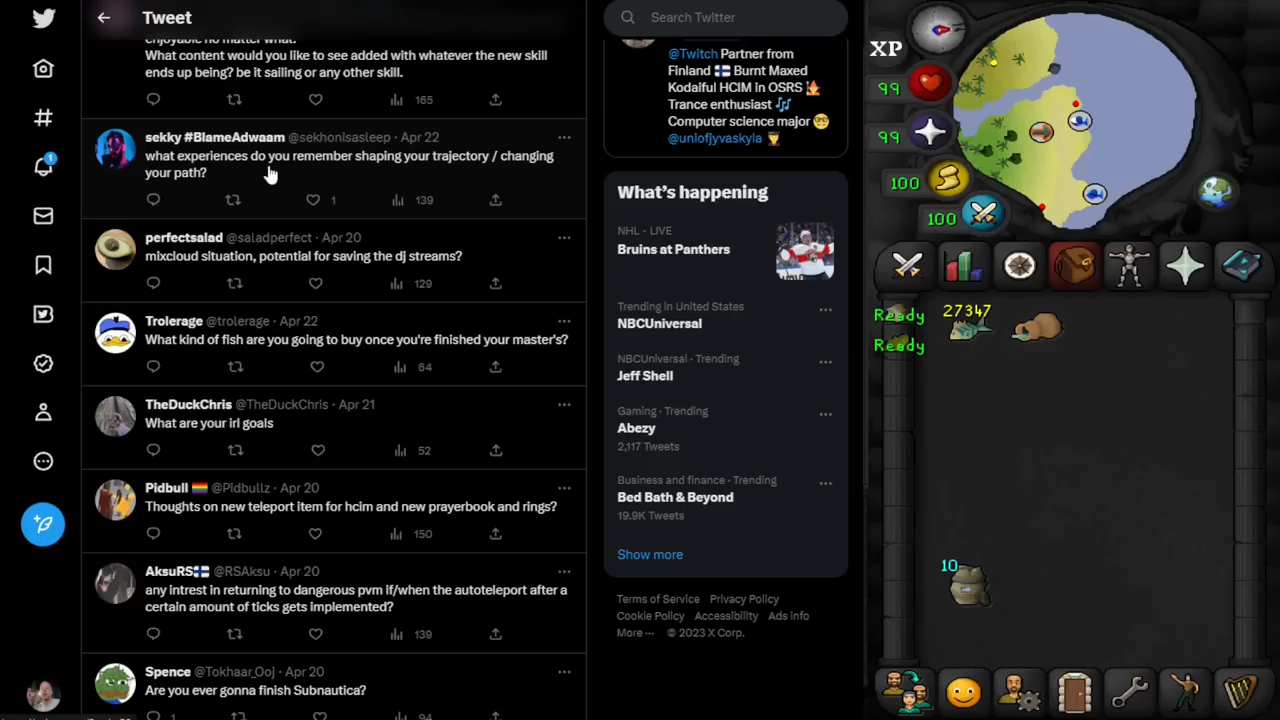 Tweet
enjoyable no matter what.
What content would you like to see added with whatever the new skill
ends up being? be it sailing or any other skill.
165
sekky #BlameAdwaam @sekhonisasleep · Apr 22
what experiences do you remember shaping your trajectory / changing
your path?
1
139
perfectsalad @saladperfect · Apr 20
mixcloud situation, potential for saving the dj streams?
129
Trolerage @trolerage · Apr 22
What kind of fish are you going to buy once you're finished your master's?
64
TheDuckChris @TheDuckChris · Apr 21
What are your irl goals
52
Pidbull @Pidbullz · Apr 20
Thoughts on new teleport item for hcim and new prayerbook and rings?
150
AksuRS @RSAksu · Apr 20
any intrest in returning to dangerous pvm if/when the autoteleport after a
certain amount of ticks gets implemented?
139
Spence @Tokhaar_Ooj · Apr 20
Are you ever gonna finish Subnautica?
1
94
1
Search Twitter
@Twitch Partner from
Finland Burnt Maxed
Kodaiful HCIM in OSRS
Trance enthusiast
Computer science major
@uniofjyvaskyla
What's happening
NHL · LIVE
Bruins at Panthers
Trending in United States
NBCUniversal
NBCUniversal · Trending
Jeff Shell
Gaming · Trending
Abezy
2,117 Tweets
Business and finance · Trending
Bed Bath & Beyond
19.9K Tweets
Show more
Terms of Service Privacy Policy
Cookie Policy Accessibility Ads info
More ··· © 2023 X Corp.
XP
99
99
100
100
Ready
Ready
27347
10